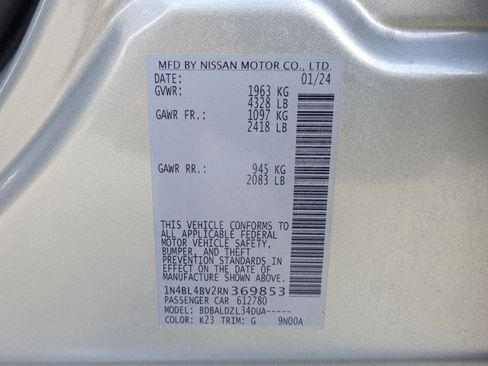 MFD BY NISSAN MOTOR CO., LTD.
DATE: 01/24
GVWR: 1963 KG
4328 LB
GAWR FR.: 1097 KG
2418 LB
GAWR RR.: 945 KG
2083 LB
THIS VEHICLE CONFORMS TO
ALL APPLICABLE FEDERAL
MOTOR VEHICLE SAFETY,
BUMPER, AND THEFT
PREVENTION STANDARDS IN
EFFECT ON THE DATE OF
MANUFACTURE SHOWN ABOVE.
1N4BL4BV2RN369853
PASSENGER CAR 612780
MODEL: BDBALDZL34DUA-----
COLOR: K23 TRIM: G 9N00A